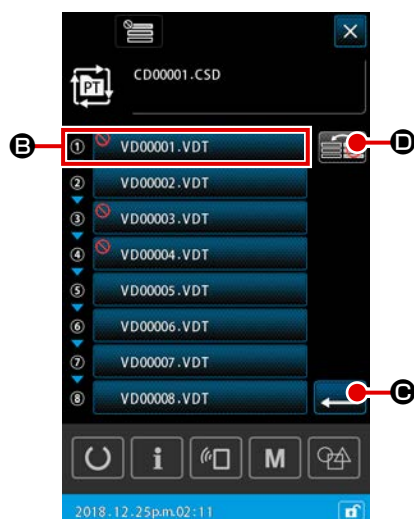 PT CD00001.CSD
B ① VD00001.VDT D
② VD00002.VDT
③ VD00003.VDT
④ VD00004.VDT
⑤ VD00005.VDT
⑥ VD00006.VDT
⑦ VD00007.VDT
⑧ VD00008.VDT C
i M
2018.12.25p.m.02:11